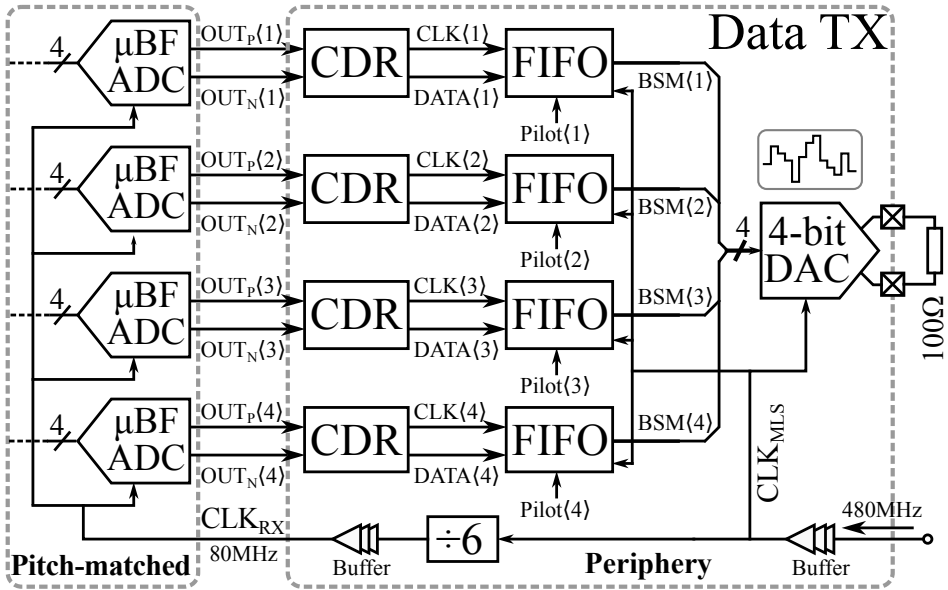 Data TX
4
μBF
ADC
OUTP⟨1⟩
OUTN⟨1⟩
CDR
CLK⟨1⟩
DATA⟨1⟩
FIFO
Pilot⟨1⟩
BSM⟨1⟩
4
μBF
ADC
OUTP⟨2⟩
OUTN⟨2⟩
CDR
CLK⟨2⟩
DATA⟨2⟩
FIFO
Pilot⟨2⟩
BSM⟨2⟩
4
4-bit
DAC
100Ω
4
μBF
ADC
OUTP⟨3⟩
OUTN⟨3⟩
CDR
CLK⟨3⟩
DATA⟨3⟩
FIFO
Pilot⟨3⟩
BSM⟨3⟩
4
μBF
ADC
OUTP⟨4⟩
OUTN⟨4⟩
CDR
CLK⟨4⟩
DATA⟨4⟩
FIFO
Pilot⟨4⟩
BSM⟨4⟩
CLKMLS
CLKRX
80MHz
Buffer
÷6
480MHz
Buffer
Pitch-matched
Periphery